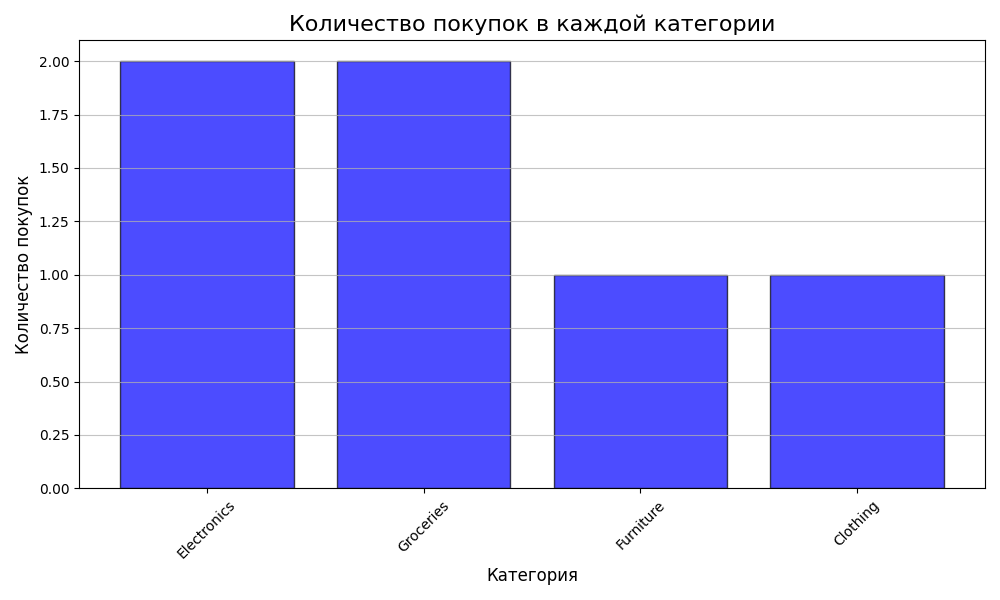 Количество покупок в каждой категории
Количество покупок
2.00
1.75
1.50
1.25
1.00
0.75
0.50
0.25
0.00
Electronics
Groceries
Furniture
Clothing
Категория